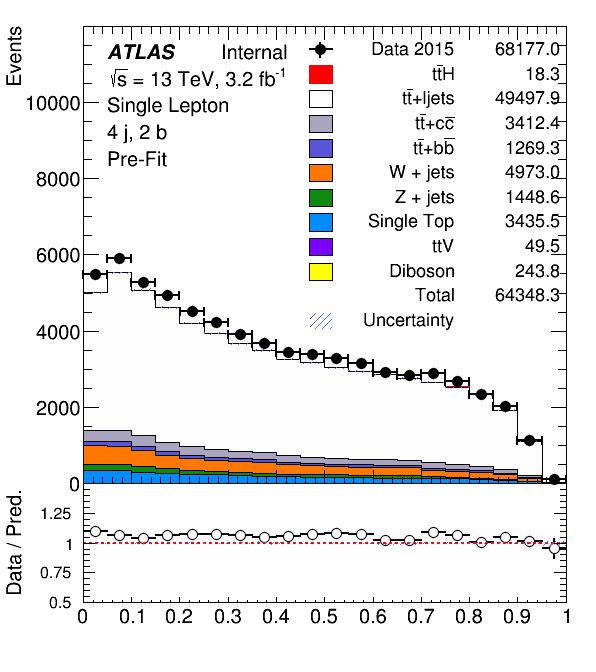 Events
ATLAS Internal
√s = 13 TeV, 3.2 fb⁻¹
Single Lepton
4 j, 2 b
Pre-Fit
Data 2015 68177.0
tt̄H 18.3
tt̄+ljets 49497.9
tt̄+cc̄ 3412.4
tt̄+bb̄ 1269.3
W + jets 4973.0
Z + jets 1448.6
Single Top 3435.5
ttV 49.5
Diboson 243.8
Total 64348.3
Uncertainty
10000
8000
6000
4000
2000
0
Data / Pred.
1.25
1
0.75
0.5
0 0.1 0.2 0.3 0.4 0.5 0.6 0.7 0.8 0.9 1